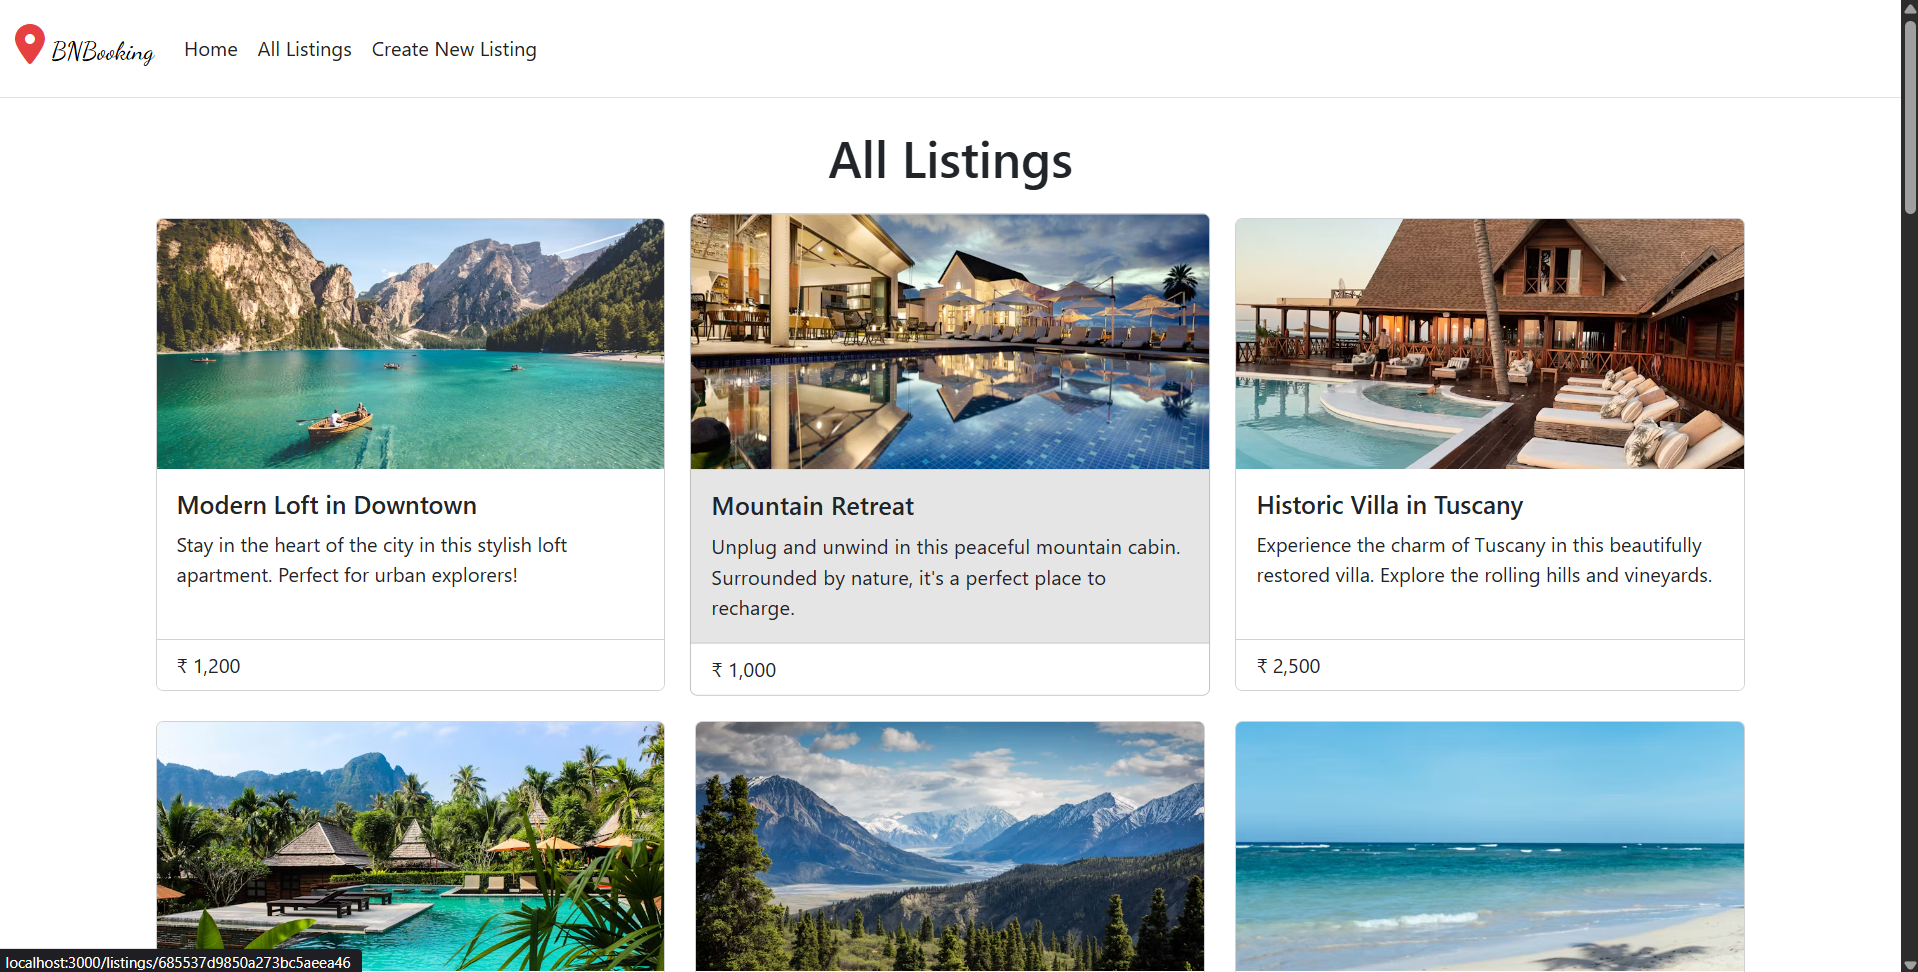 BNBooking
Home
All Listings
Create New Listing
All Listings
Modern Loft in Downtown
Stay in the heart of the city in this stylish loft
apartment. Perfect for urban explorers!
₹ 1,200
Mountain Retreat
Unplug and unwind in this peaceful mountain cabin.
Surrounded by nature, it's a perfect place to
recharge.
₹ 1,000
Historic Villa in Tuscany
Experience the charm of Tuscany in this beautifully
restored villa. Explore the rolling hills and vineyards.
₹ 2,500
localhost:3000/listings/685537d9850a273bc5aeea46